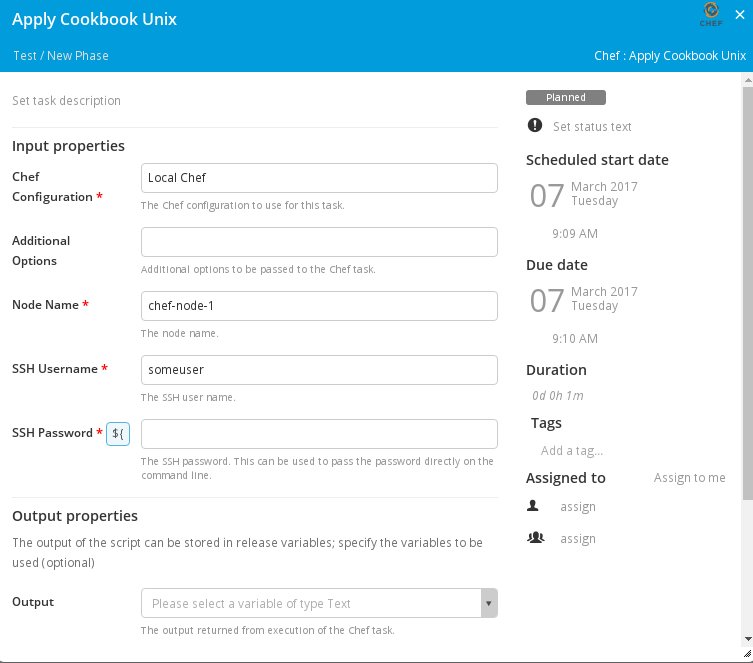 Apply Cookbook Unix
CHEF
Test / New Phase
Chef : Apply Cookbook Unix
Set task description
Input properties
Chef
Configuration *
Local Chef
The Chef configuration to use for this task.
Additional
Options
Additional options to be passed to the Chef task.
Node Name *
chef-node-1
The node name.
SSH Username *
someuser
The SSH user name.
SSH Password * ${
The SSH password. This can be used to pass the password directly on the
command line.
Output properties
The output of the script can be stored in release variables; specify the variables to be
used (optional)
Output
Please select a variable of type Text
The output returned from execution of the Chef task.
Planned
Set status text
Scheduled start date
07
March 2017
Tuesday
9:09 AM
Due date
07
March 2017
Tuesday
9:10 AM
Duration
0d 0h 1m
Tags
Add a tag...
Assigned to
Assign to me
assign
assign